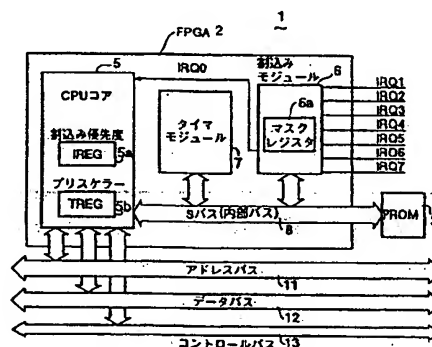 1
FPGA 2
5
IRQ0
割込み
モジュール 6
CPUコア
6a
マスク
レジスタ
タイマ
モジュール
7
IRQ1
IRQ2
IRQ3
IRQ4
IRQ5
IRQ6
IRQ7
割込み優先度
IREG 5a
プリスケラー
TREG 5b
Sバス(内部バス)
8
PROM
アドレスバス
11
データバス
12
コントロールバス
13